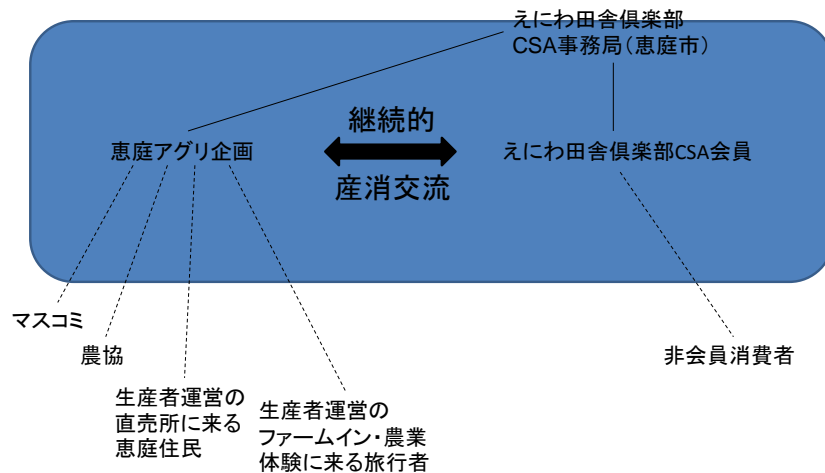 えにわ田舎倶楽部
CSA事務局（恵庭市）
継続的
恵庭アグリ企画
えにわ田舎倶楽部CSA会員
産消交流
マスコミ
農協
非会員消費者
生産者運営の
直売所に来る
恵庭住民
生産者運営の
ファームイン・農業
体験に来る旅行者